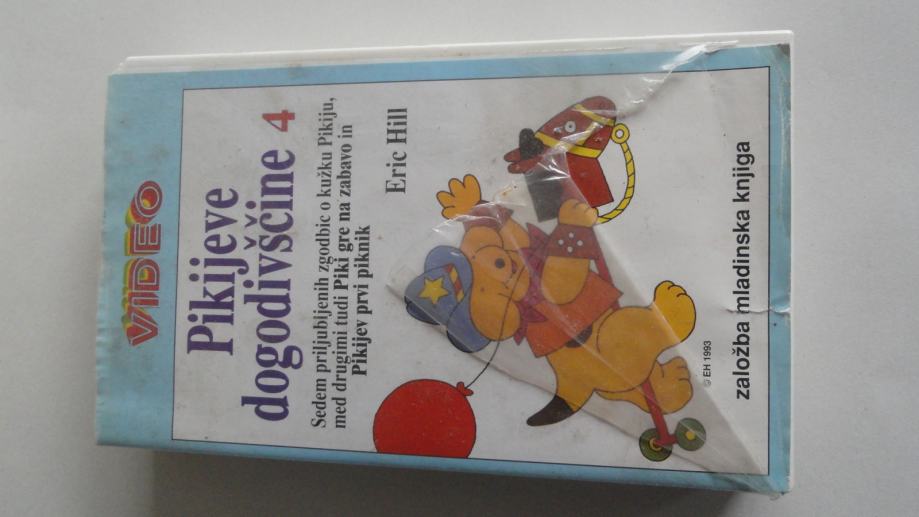 VIDEO
Pikijeve
dogodivščine 4
Sedem priljubljenih zgodbic o kužku Pikiju,
med drugimi tudi Piki gre na zabavo in
Pikijev prvi piknik
Eric Hill
© EH 1993
založba mladinska knjiga